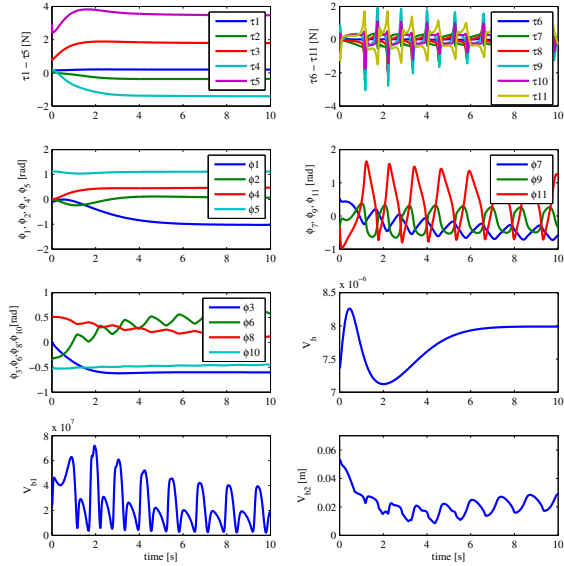 τ1 − τ5 [N]
4
2
0
−2
0 2 4 6 8 10
τ1
τ2
τ3
τ4
τ5
τ6 − τ11 [N]
2
0
−2
−4
0 2 4 6 8 10
τ6
τ7
τ8
τ9
τ10
τ11
ϕ1, ϕ2, ϕ4, ϕ5 [rad]
2
1
0
−1
−2
0 2 4 6 8 10
ϕ1
ϕ2
ϕ4
ϕ5
ϕ7, ϕ9, ϕ11 [rad]
2
1
0
−1
0 2 4 6 8 10
ϕ7
ϕ9
ϕ11
ϕ3,ϕ6,ϕ8,ϕ10[rad]
1
0.5
0
−0.5
−1
0 2 4 6 8 10
ϕ3
ϕ6
ϕ8
ϕ10
x 10^−6
Vh
8.5
8
7.5
7
0 2 4 6 8 10
x 10^7
Vb1
8
6
4
2
0
0 2 4 6 8 10
time [s]
Vb2 [m]
0.06
0.04
0.02
0
0 2 4 6 8 10
time [s]